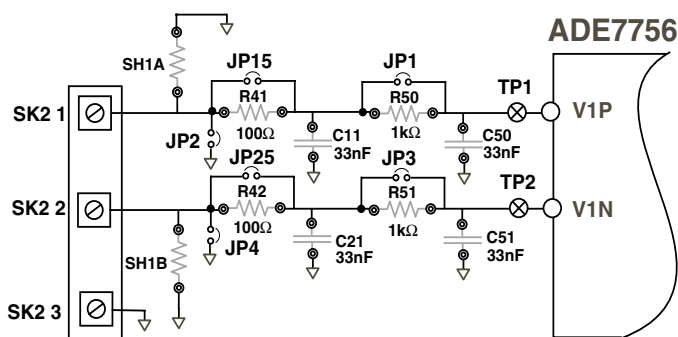 ADE7756
SH1A
JP15
JP1
SK2 1
R41
R50
TP1
V1P
JP2
100Ω
C11
33nF
1kΩ
C50
33nF
JP25
JP3
TP2
SK2 2
R42
R51
V1N
JP4
100Ω
C21
33nF
1kΩ
C51
33nF
SH1B
SK2 3